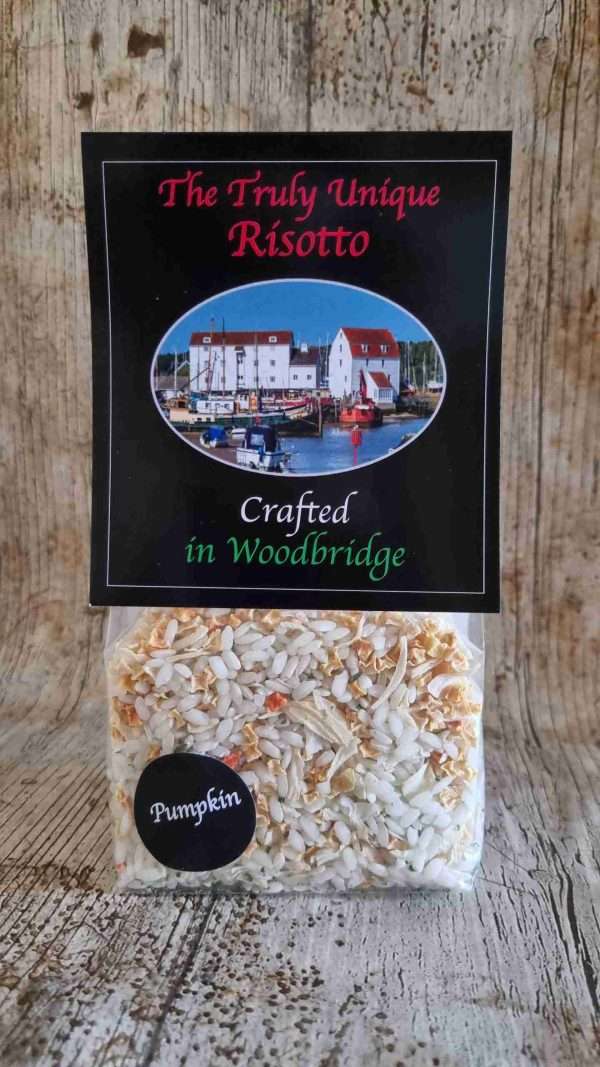 The Truly Unique
Risotto
Crafted
in Woodbridge
Pumpkin